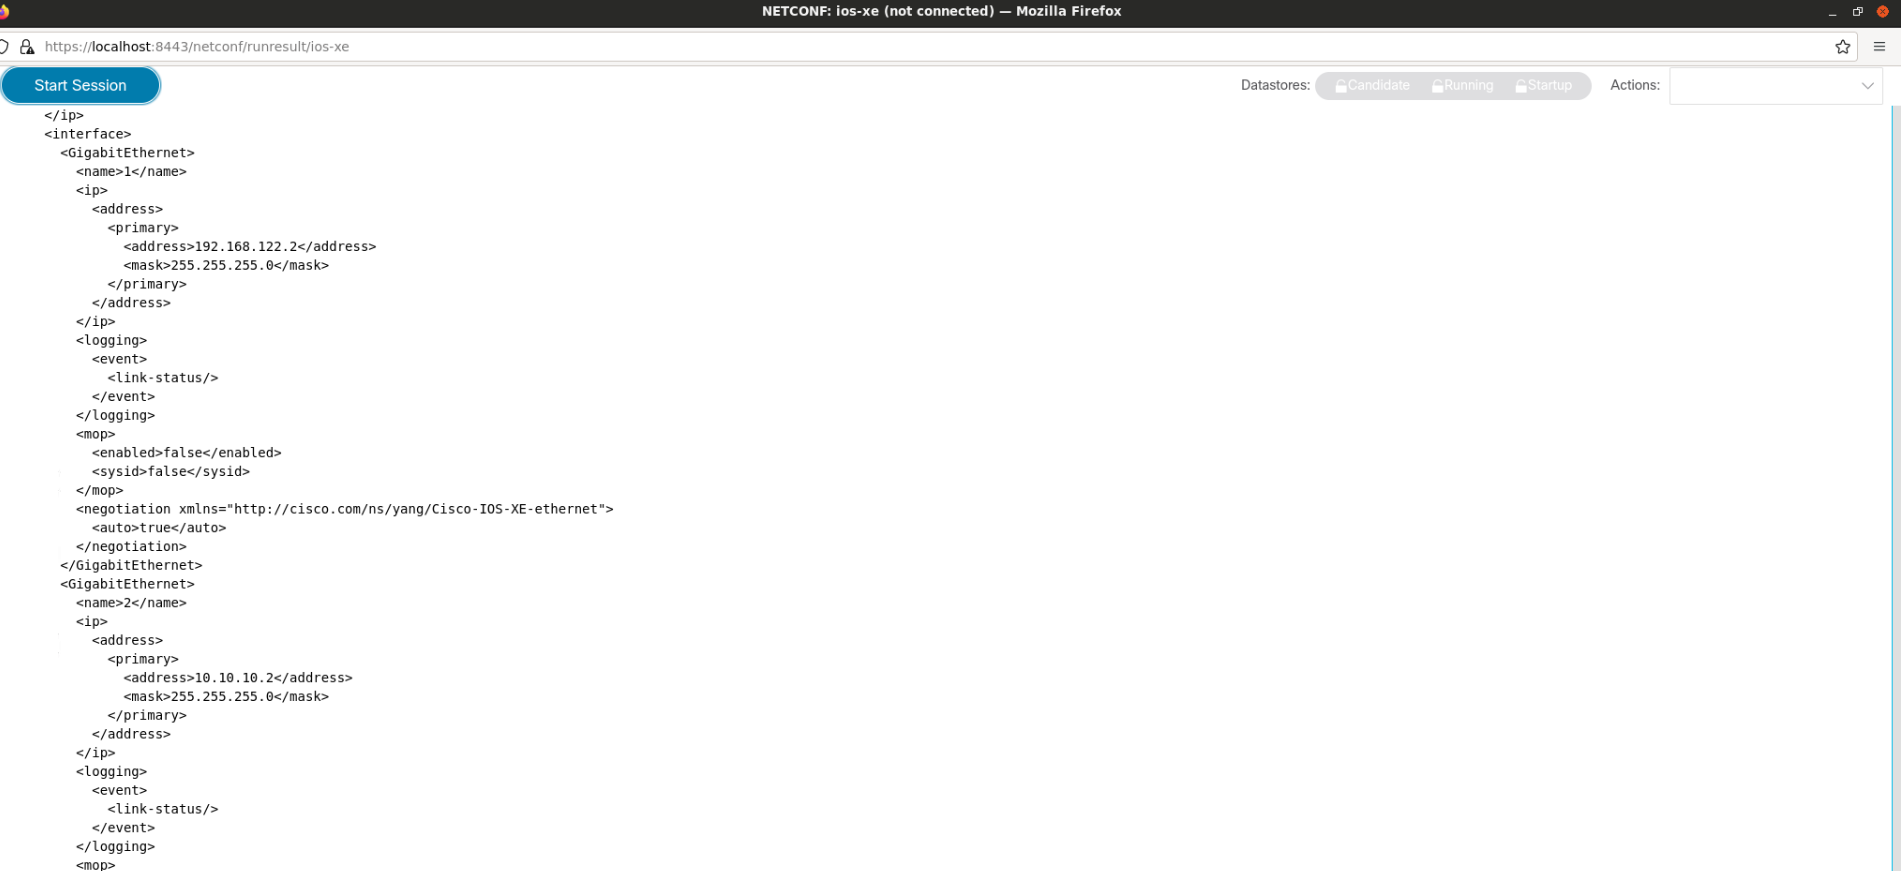 NETCONF: ios-xe (not connected) — Mozilla Firefox
https://localhost:8443/netconf/runresult/ios-xe
Start Session
Datastores: Candidate Running Startup Actions:
</ip>
<interface>
<GigabitEthernet>
<name>1</name>
<ip>
<address>
<primary>
<address>192.168.122.2</address>
<mask>255.255.255.0</mask>
</primary>
</address>
</ip>
<logging>
<event>
<link-status/>
</event>
</logging>
<mop>
<enabled>false</enabled>
<sysid>false</sysid>
</mop>
<negotiation xmlns="http://cisco.com/ns/yang/Cisco-IOS-XE-ethernet">
<auto>true</auto>
</negotiation>
</GigabitEthernet>
<GigabitEthernet>
<name>2</name>
<ip>
<address>
<primary>
<address>10.10.10.2</address>
<mask>255.255.255.0</mask>
</primary>
</address>
</ip>
<logging>
<event>
<link-status/>
</event>
</logging>
<mop>